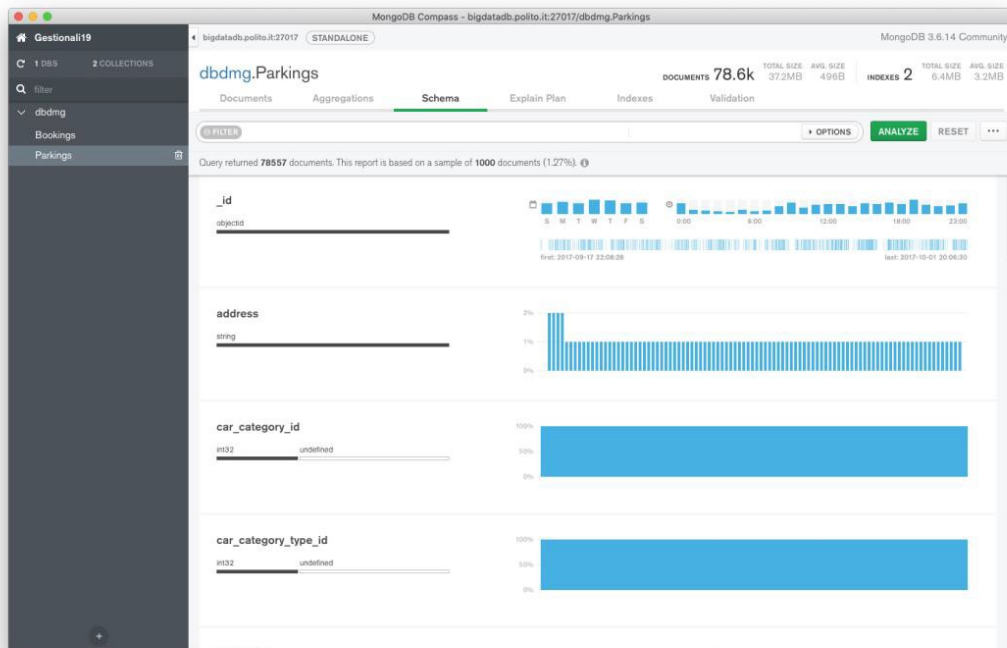 MongoDB Compass - bigdatadb.polito.it:27017/dbdmg.Parkings
Gestionali19
1 DBS 2 COLLECTIONS
filter
dbdmg
Bookings
Parkings
bigdatadb.polito.it:27017 STANDALONE MongoDB 3.6.14 Community
dbdmg.Parkings
DOCUMENTS 78.6k TOTAL SIZE 37.2MB AVG. SIZE 496B INDEXES 2 TOTAL SIZE 6.4MB AVG. SIZE 3.2MB
Documents Aggregations Schema Explain Plan Indexes Validation
FILTER OPTIONS ANALYZE RESET ...
Query returned 78557 documents. This report is based on a sample of 1000 documents (1.27%).
_id
objectid
S M T W T F S 0:00 6:00 12:00 18:00 23:00
first: 2017-09-17 22:08:28 last: 2017-10-01 20:06:30
address
string
2%
1%
0%
car_category_id
int32 undefined
100%
50%
0%
car_category_type_id
int32 undefined
100%
50%
0%